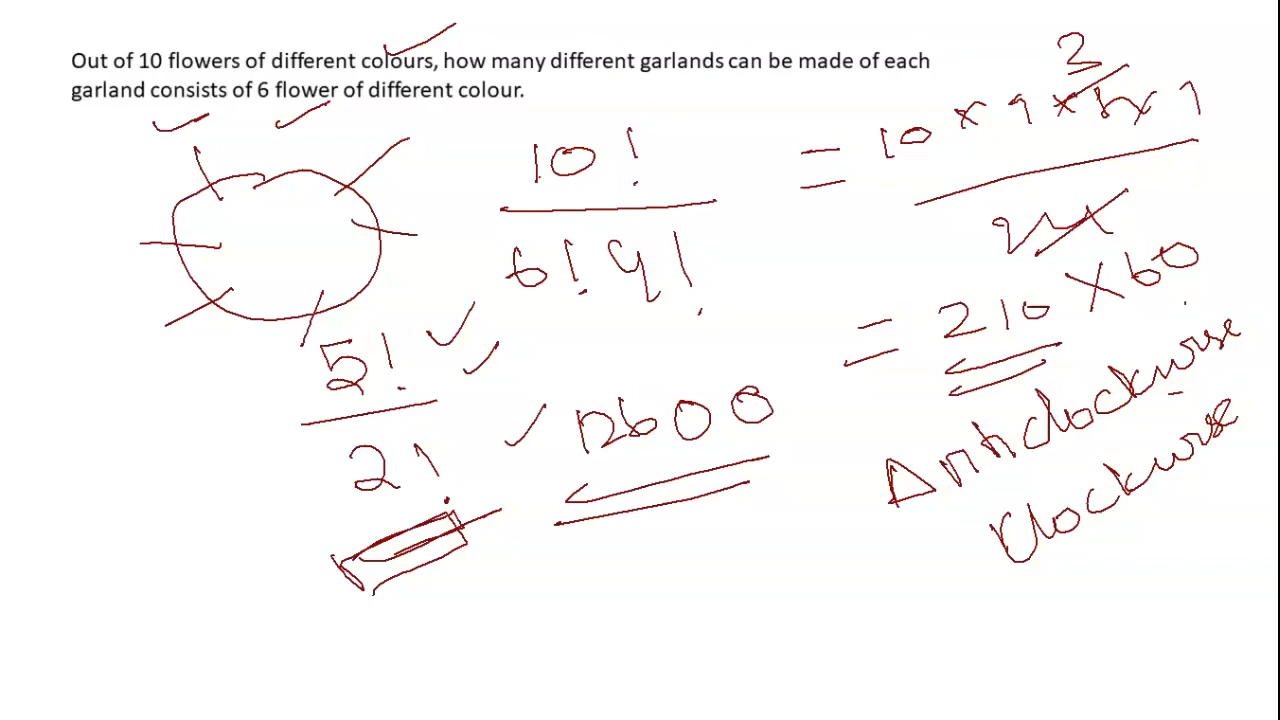 Out of 10 flowers of different colours, how many different garlands can be made of each
garland consists of 6 flower of different colour.
10!
6! 4!
= 10 × 9 × 8 × 7
3
24
= 210 × 60
5!
2!
12600
Anticlockwise
clockwise